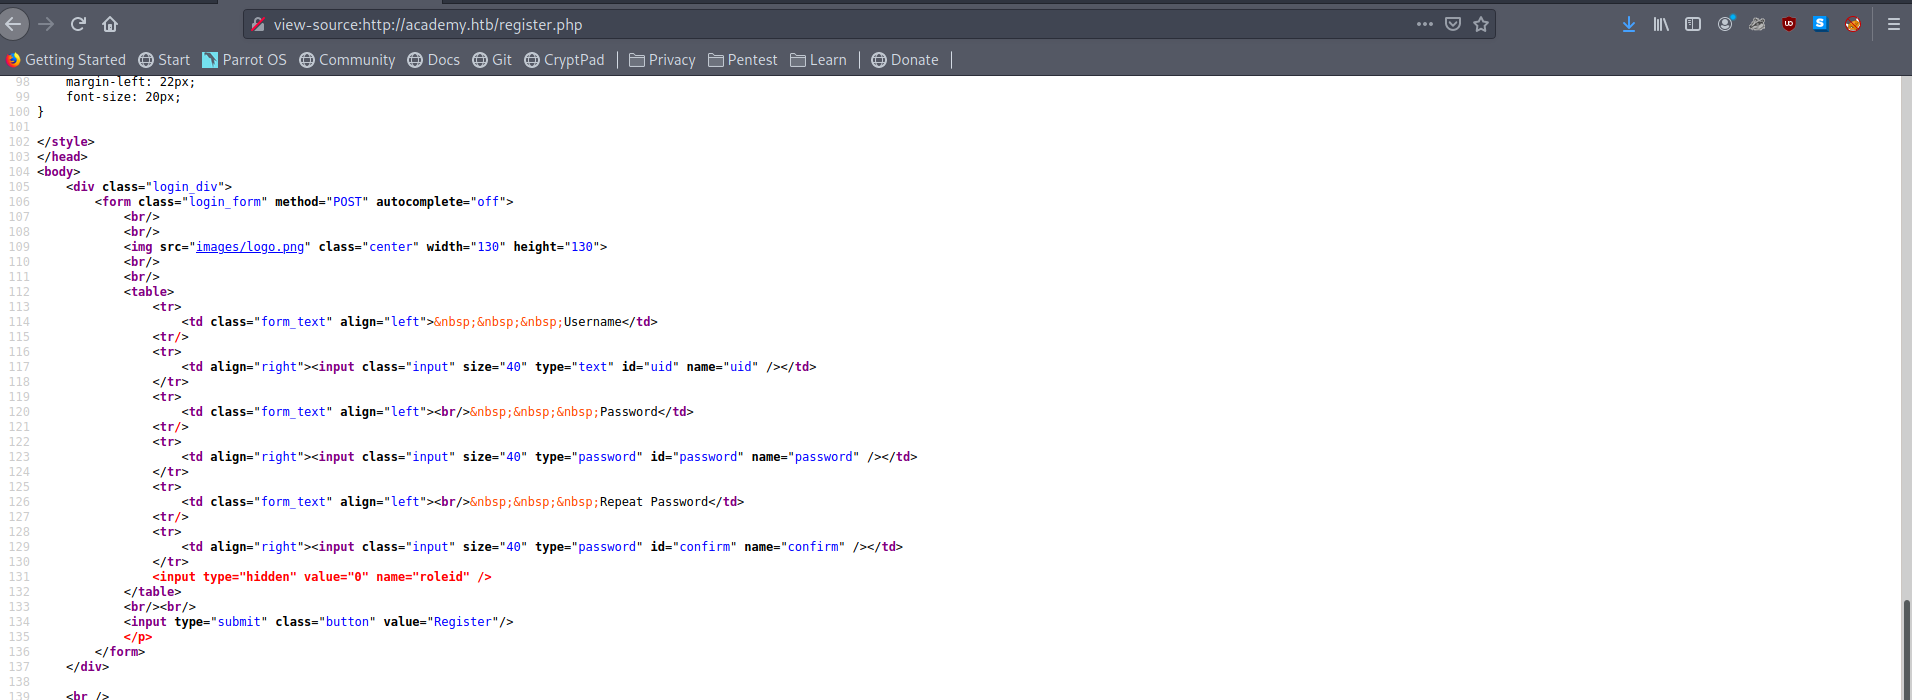 view-source:http://academy.htb/register.php
Getting Started Start Parrot OS Community Docs Git CryptPad Privacy Pentest Learn Donate
98 margin-left: 22px;
99 font-size: 20px;
100 }
101
102 </style>
103 </head>
104 <body>
105 <div class="login_div">
106 <form class="login_form" method="POST" autocomplete="off">
107 <br/>
108 <br/>
109 <img src="images/logo.png" class="center" width="130" height="130">
110 <br/>
111 <br/>
112 <table>
113 <tr>
114 <td class="form_text" align="left">&nbsp;&nbsp;&nbsp;Username</td>
115 <tr/>
116 <tr>
117 <td align="right"><input class="input" size="40" type="text" id="uid" name="uid" /></td>
118 </tr>
119 <tr>
120 <td class="form_text" align="left"><br/>&nbsp;&nbsp;&nbsp;Password</td>
121 <tr/>
122 <tr>
123 <td align="right"><input class="input" size="40" type="password" id="password" name="password" /></td>
124 </tr>
125 <tr>
126 <td class="form_text" align="left"><br/>&nbsp;&nbsp;&nbsp;Repeat Password</td>
127 <tr/>
128 <tr>
129 <td align="right"><input class="input" size="40" type="password" id="confirm" name="confirm" /></td>
130 </tr>
131 <input type="hidden" value="0" name="roleid" />
132 </table>
133 <br/><br/>
134 <input type="submit" class="button" value="Register"/>
135 </p>
136 </form>
137 </div>
138
139 <br />